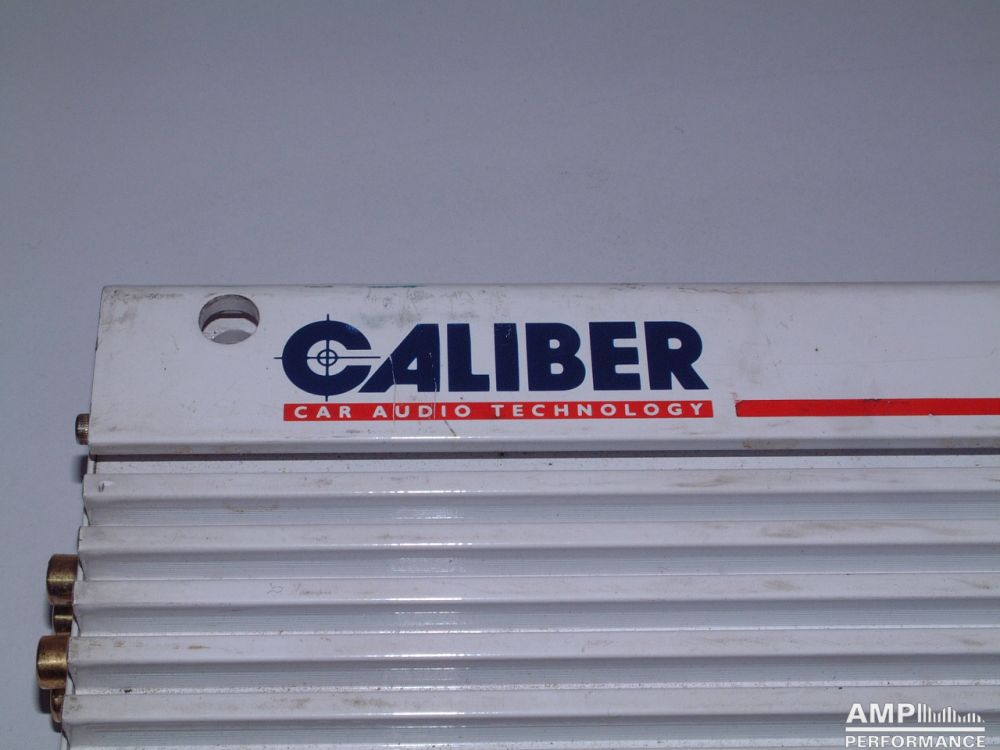 CALIBER
CAR AUDIO TECHNOLOGY
AMP
PERFORMANCE